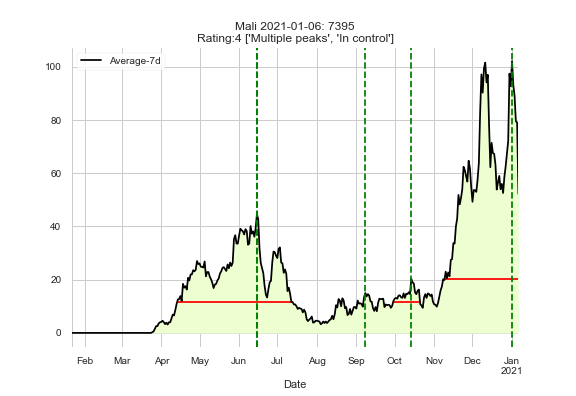 Mali 2021-01-06: 7395
Rating:4 ['Multiple peaks', 'In control']
Average-7d
100
80
60
40
20
0
Feb Mar Apr May Jun Jul Aug Sep Oct Nov Dec Jan
2021
Date